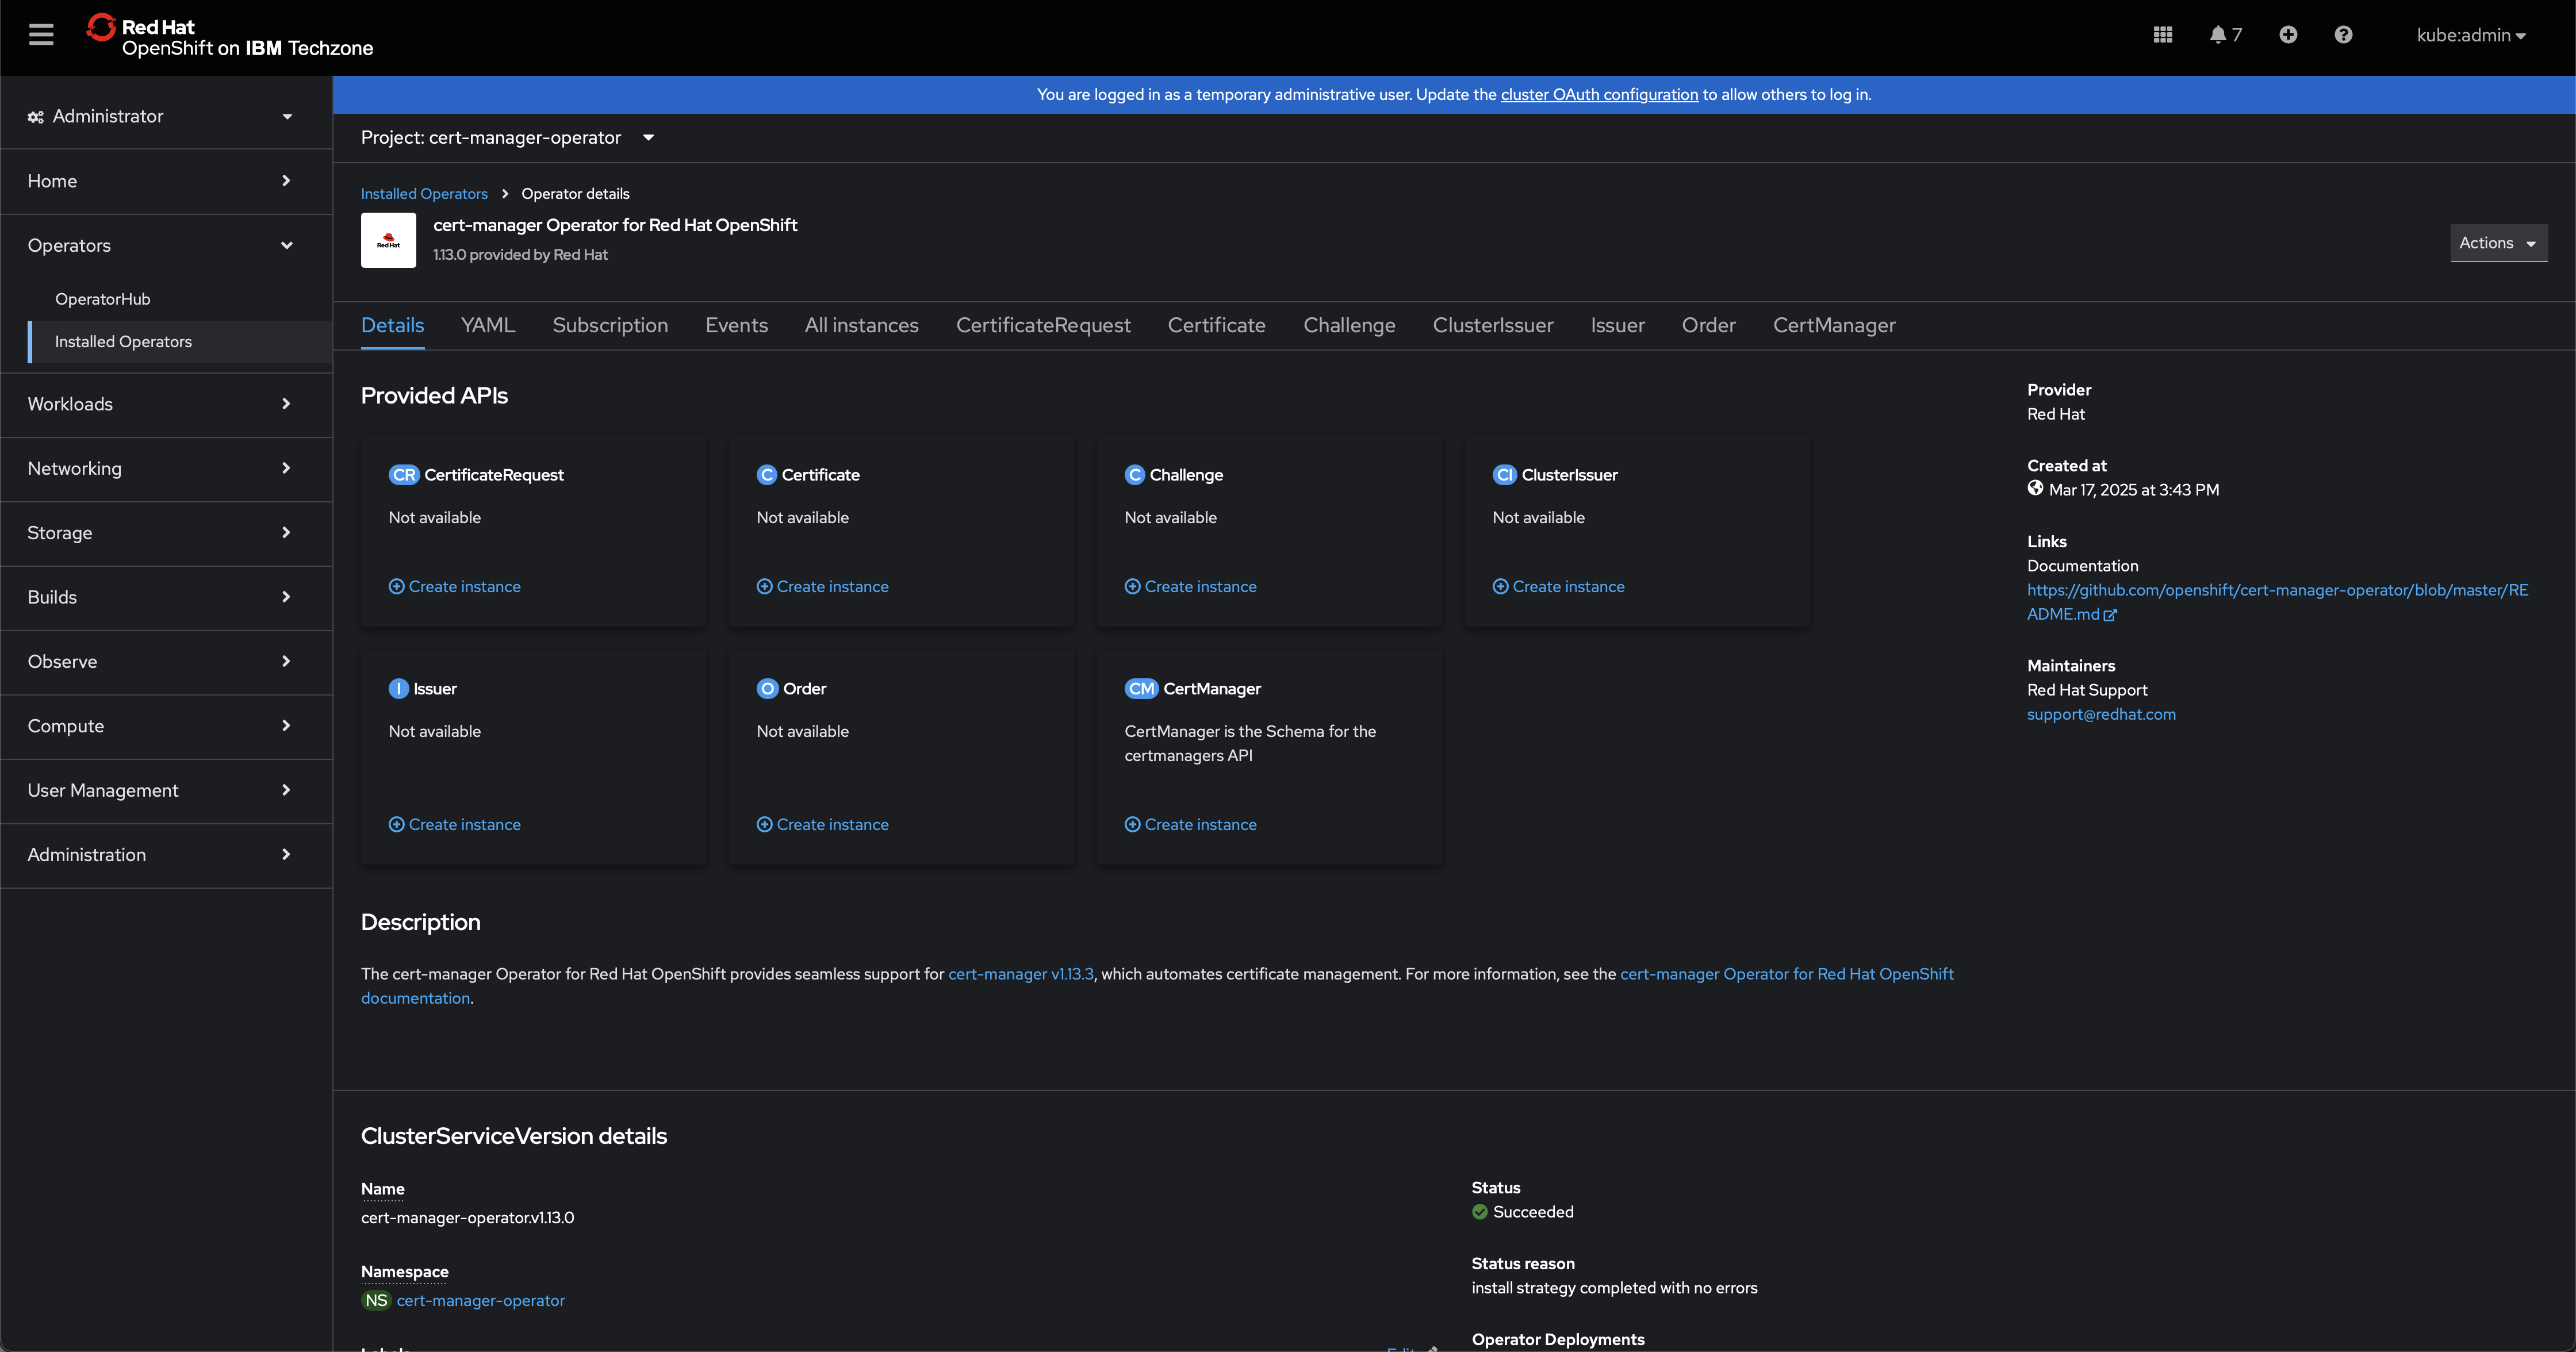 Red Hat
OpenShift on IBM Techzone
7
kube:admin
Administrator
Home
Operators
OperatorHub
Installed Operators
Workloads
Networking
Storage
Builds
Observe
Compute
User Management
Administration
You are logged in as a temporary administrative user. Update the cluster OAuth configuration to allow others to log in.
Project: cert-manager-operator
Installed Operators > Operator details
Red Hat
cert-manager Operator for Red Hat OpenShift
1.13.0 provided by Red Hat
Actions
Details YAML Subscription Events All instances CertificateRequest Certificate Challenge ClusterIssuer Issuer Order CertManager
Provided APIs
CR CertificateRequest
Not available
Create instance
C Certificate
Not available
Create instance
C Challenge
Not available
Create instance
CI ClusterIssuer
Not available
Create instance
I Issuer
Not available
Create instance
O Order
Not available
Create instance
CM CertManager
CertManager is the Schema for the
certmanagers API
Create instance
Provider
Red Hat
Created at
Mar 17, 2025 at 3:43 PM
Links
Documentation
https://github.com/openshift/cert-manager-operator/blob/master/RE
ADME.md
Maintainers
Red Hat Support
support@redhat.com
Description
The cert-manager Operator for Red Hat OpenShift provides seamless support for cert-manager v1.13.3, which automates certificate management. For more information, see the cert-manager Operator for Red Hat OpenShift
documentation.
ClusterServiceVersion details
Name
cert-manager-operator.v1.13.0
Namespace
NS cert-manager-operator
Labels
Edit
Status
Succeeded
Status reason
install strategy completed with no errors
Operator Deployments